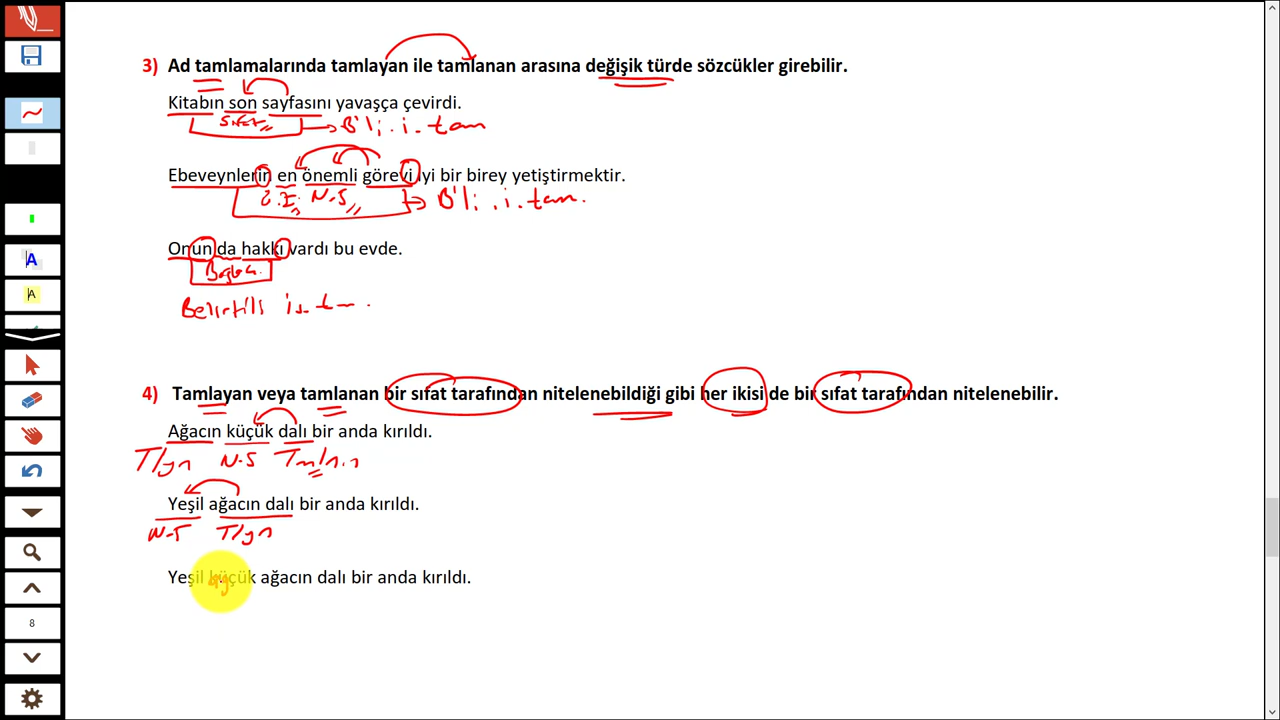 3) Ad tamlamalarında tamlayan ile tamlanan arasına değişik türde sözcükler girebilir.
Kitabın son sayfasını yavaşça çevirdi.
Sıfat B'li. i. tam
Ebeveynlerin en önemli görevi iyi bir birey yetiştirmektir.
N.S B'li. i. tam.
Onun da hakkı vardı bu evde.
Belirtili is. t
4) Tamlayan veya tamlanan bir sıfat tarafından nitelenebildiği gibi her ikisi de bir sıfat tarafından nitelenebilir.
Ağacın küçük dalı bir anda kırıldı.
T/yn N.S
Yeşil ağacın dalı bir anda kırıldı.
N.S T/yn
Yeşil küçük ağacın dalı bir anda kırıldı.
A
A
8